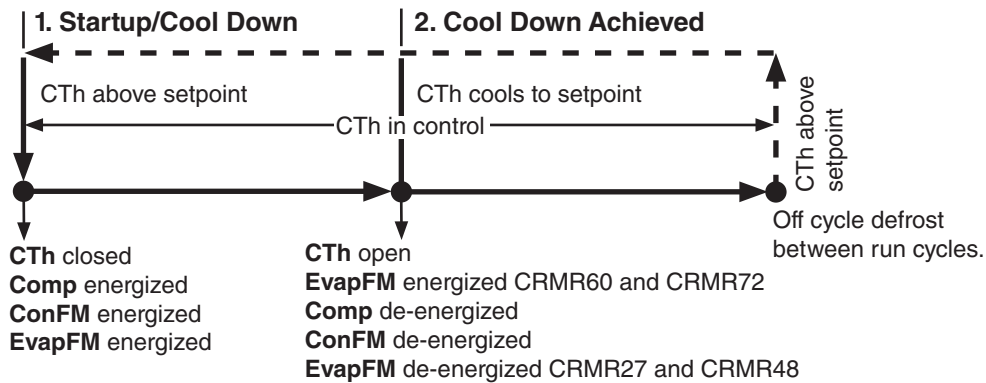 1. Startup/Cool Down
2. Cool Down Achieved
CTh above setpoint
CTh cools to setpoint
CTh in control
CTh above
setpoint
Off cycle defrost
between run cycles.
CTh closed
Comp energized
ConFM energized
EvapFM energized
CTh open
EvapFM energized CRMR60 and CRMR72
Comp de-energized
ConFM de-energized
EvapFM de-energized CRMR27 and CRMR48